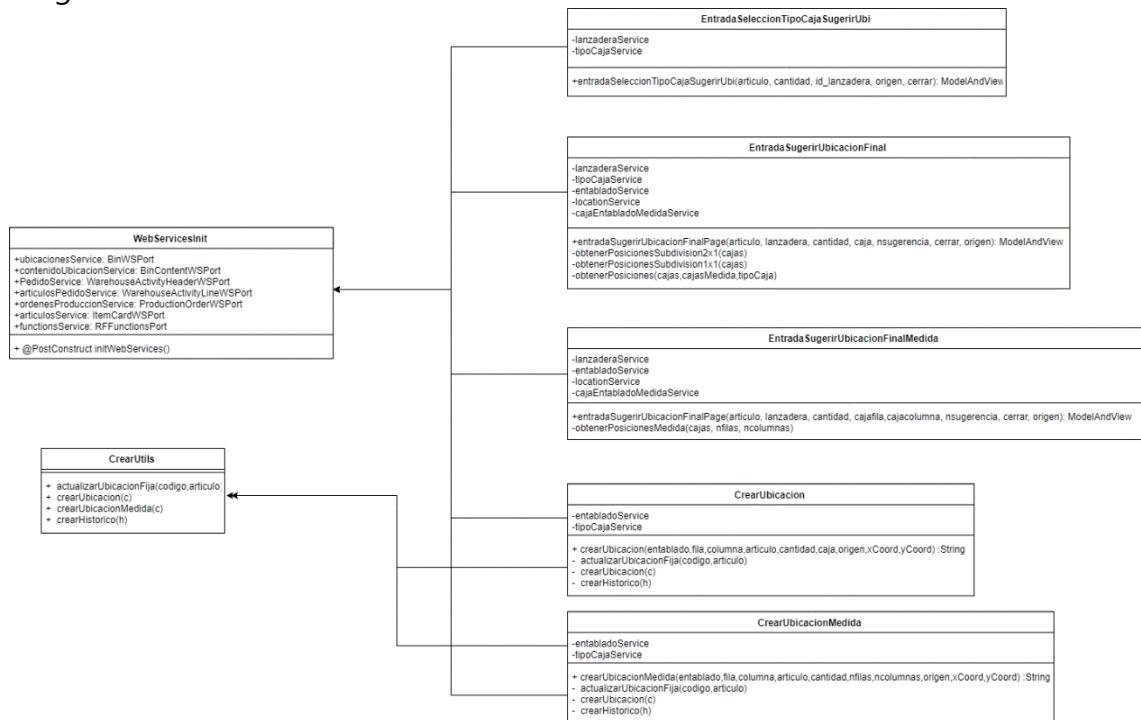 EntradaSeleccionTipoCajaSugerirUbi
-lanzaderaService
-tipoCajaService
+entradaSeleccionTipoCajaSugerirUbi(articulo, cantidad, id_lanzadera, origen, cerrar): ModelAndView
EntradaSugerirUbicacionFinal
-lanzaderaService
-tipoCajaService
-entabladoService
-locationService
-cajaEntabladoMedidaService
+entradaSugerirUbicacionFinalPage(articulo, lanzadera, cantidad, caja, nsugerencia, cerrar, origen): ModelAndView
-obtenerPosicionesSubdivision2x1(cajas)
-obtenerPosicionesSubdivision1x1(cajas)
-obtenerPosiciones(cajas,cajasMedida,tipoCaja)
WebServicesInit
+ubicacionesService: BinWSPort
+contenidoUbicacionService: BinContentWSPort
+PedidoService: WarehouseActivityHeaderWSPort
+articulosPedidoService: WarehouseActivityLineWSPort
+ordenesProduccionService: ProductionOrderWSPort
+articulosService: ItemCardWSPort
+functionsService: RFFunctionsPort
+ @PostConstruct initWebServices()
EntradaSugerirUbicacionFinalMedida
-lanzaderaService
-entabladoService
-locationService
-cajaEntabladoMedidaService
+entradaSugerirUbicacionFinalPage(articulo, lanzadera, cantidad, cajafila,cajacolumna, nsugerencia, cerrar, origen): ModelAndView
-obtenerPosicionesMedida(cajas, nfilas, ncolumnas)
CrearUtils
+ actualizarUbicacionFija(codigo,articulo)
+ crearUbicacion(c)
+ crearUbicacionMedida(c)
+ crearHistorico(h)
CrearUbicacion
-entabladoService
-tipoCajaService
+ crearUbicacion(entablado,fila,columna,articulo,cantidad,caja,origen,xCoord,yCoord) :String
- actualizarUbicacionFija(codigo,articulo)
- crearUbicacion(c)
- crearHistorico(h)
CrearUbicacionMedida
-entabladoService
-tipoCajaService
+ crearUbicacionMedida(entablado,fila,columna,articulo,cantidad,nfilas,ncolumnas,origen,xCoord,yCoord) :String
- actualizarUbicacionFija(codigo,articulo)
- crearUbicacion(c)
- crearHistorico(h)